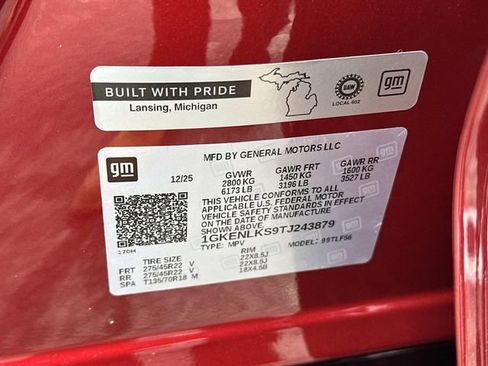 BUILT WITH PRIDE
Lansing, Michigan
UAW
LOCAL 602
gm
gm
MFD BY GENERAL MOTORS LLC
12/25 GVWR GAWR FRT GAWR RR
2800 KG 1450 KG 1600 KG
6173 LB 3196 LB 3527 LB
THIS VEHICLE CONFORMS TO ALL
APPLICABLE U.S. FEDERAL MOTOR
VEHICLE SAFETY STANDARDS IN EFFECT
ON THE DATE OF MANUFACTURE
SHOWN ABOVE.
1GKENLKS9TJ243879
170H TYPE: MPV MODEL: 99TLF56
TIRE SIZE RIM
FRT 275/45R22 V 22X8.5J
RR 275/45R22 V 22X8.5J
SPA T135/70R18 M 18X4.5B